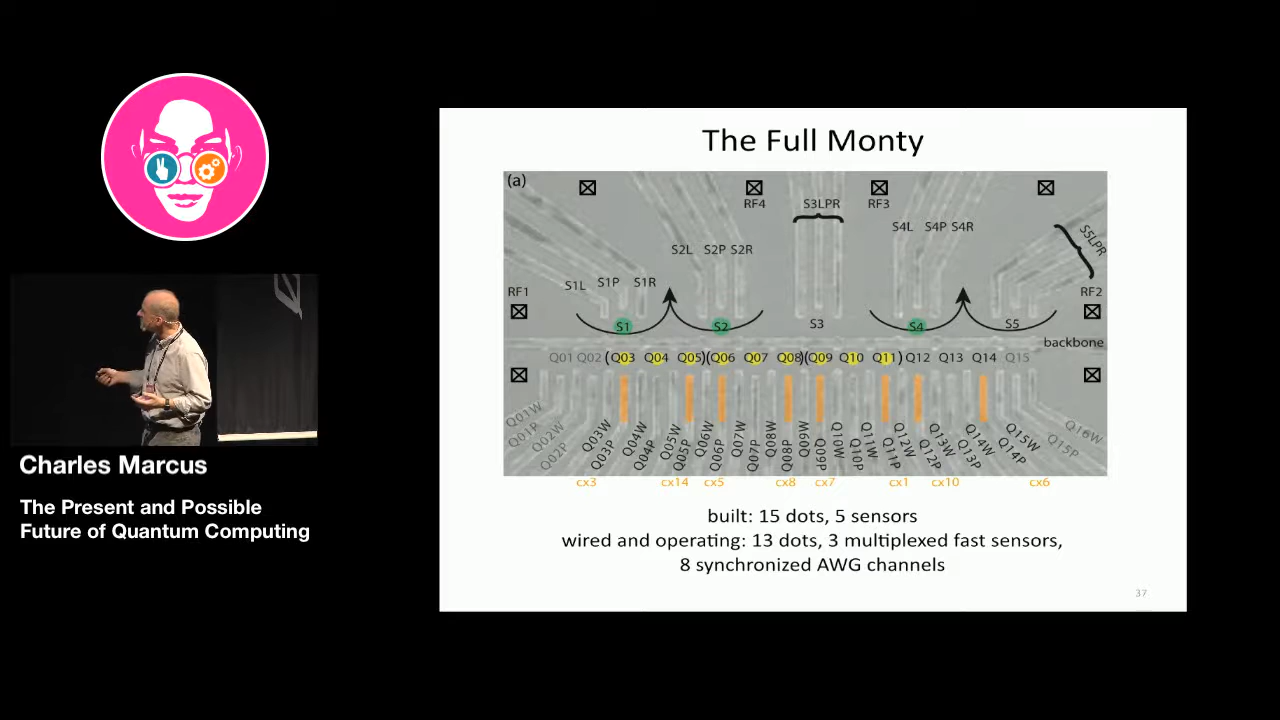 The Full Monty
(a)
RF4
S3LPR
RF3
S4L S4P S4R
S5LPR
S2L S2P S2R
S1L S1P S1R
RF1
RF2
S1 S2 S3 S4 S5
backbone
Q01 Q02 (Q03 Q04 Q05)(Q06 Q07 Q08)(Q09 Q10 Q11) Q12 Q13 Q14 Q15
Q01W Q01P Q02W Q02P Q03W Q03P Q04W Q04P Q05W Q05P Q06W Q06P Q07W Q07P Q08W Q08P Q09W Q09P Q10W Q10P Q11W Q11P Q12W Q12P Q13W Q13P Q14W Q14P Q15W Q15P Q16W
cx3 cx14 cx5 cx8 cx7 cx1 cx10 cx6
built: 15 dots, 5 sensors
wired and operating: 13 dots, 3 multiplexed fast sensors,
8 synchronized AWG channels
37
Charles Marcus
The Present and Possible
Future of Quantum Computing